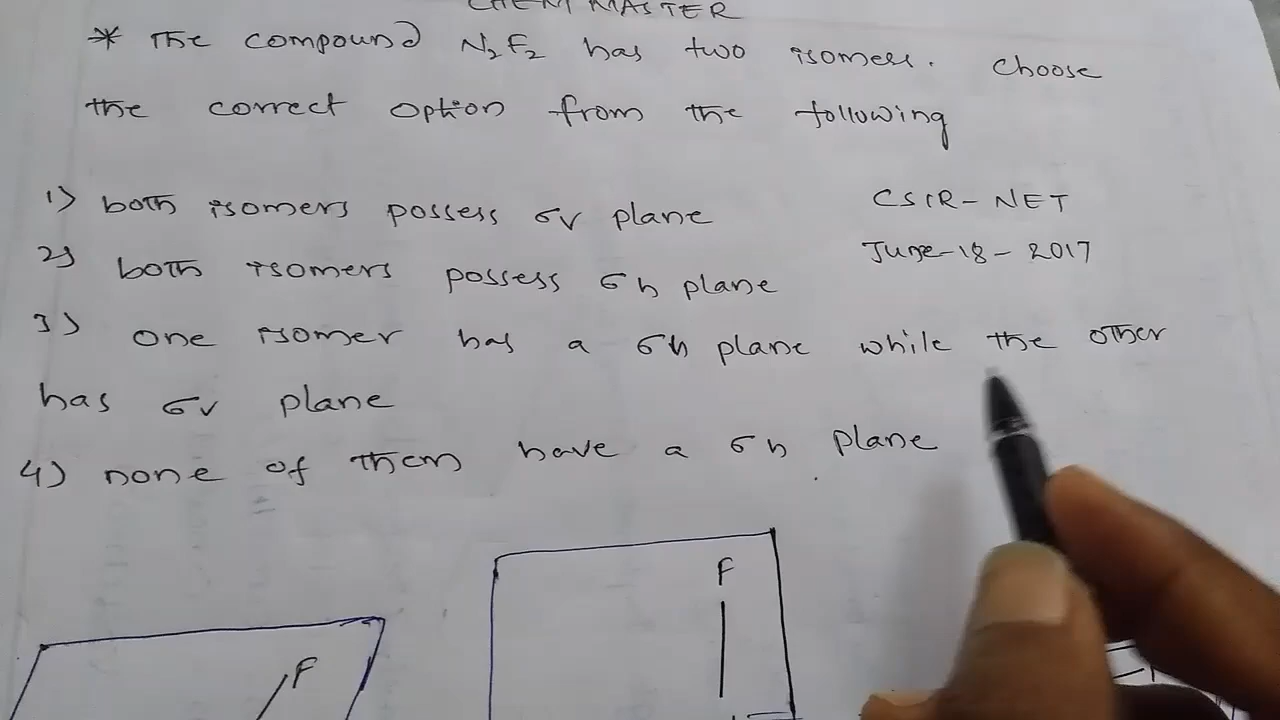 CHEM MASTER
* The compound N₂F₂ has two isomers. Choose
the correct option from the following
1) both isomers possess σv plane
CSIR-NET
June-18-2017
2) both isomers possess σh plane
3) one isomer has a σh plane while the other
has σv plane
4) none of them have a σh plane
F
F